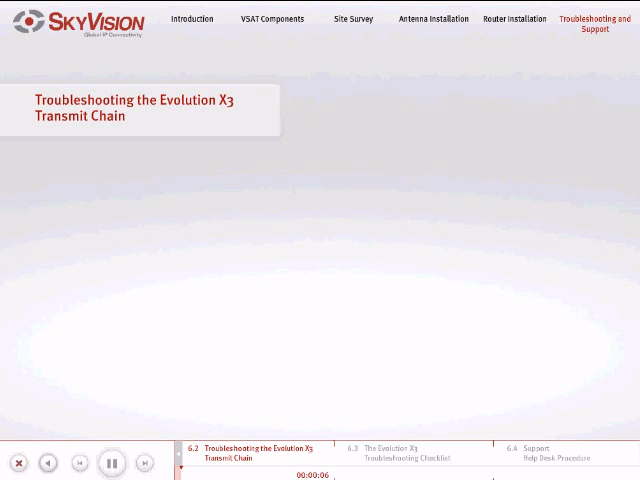 SKYVISION
Global IP Connectivity
Introduction
VSAT Components
Site Survey
Antenna Installation
Router Installation
Troubleshooting and
Support
Troubleshooting the Evolution X3
Transmit Chain
6.2 Troubleshooting the Evolution X3
Transmit Chain
6.3 The Evolution X3
Troubleshooting Checklist
6.4 Support
Help Desk Procedure
00:00:06